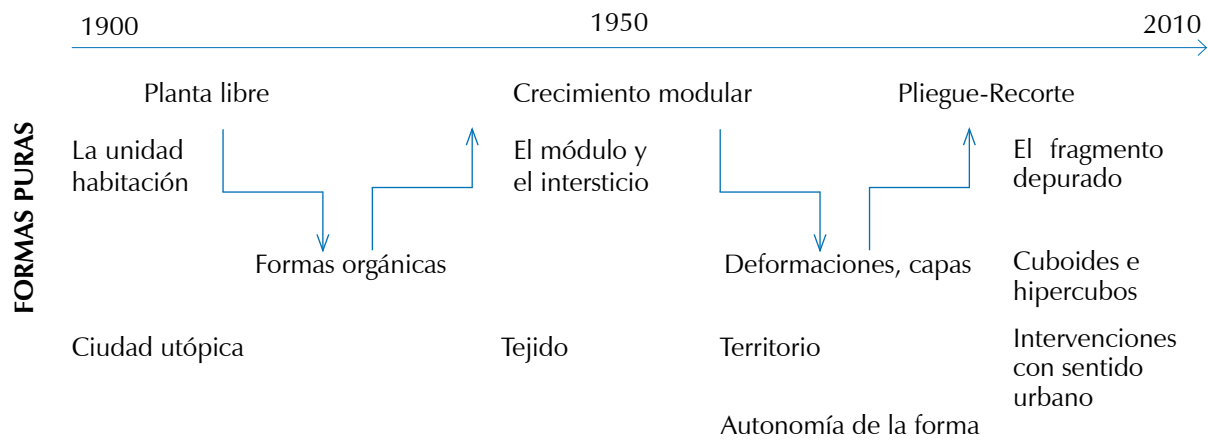 1900 1950 2010
FORMAS PURAS
Planta libre Crecimiento modular Pliegue-Recorte
La unidad
habitación
El módulo y
el intersticio
El fragmento
depurado
Formas orgánicas Deformaciones, capas
Cuboides e
hipercubos
Ciudad utópica Tejido Territorio
Intervenciones
con sentido
urbano
Autonomía de la forma